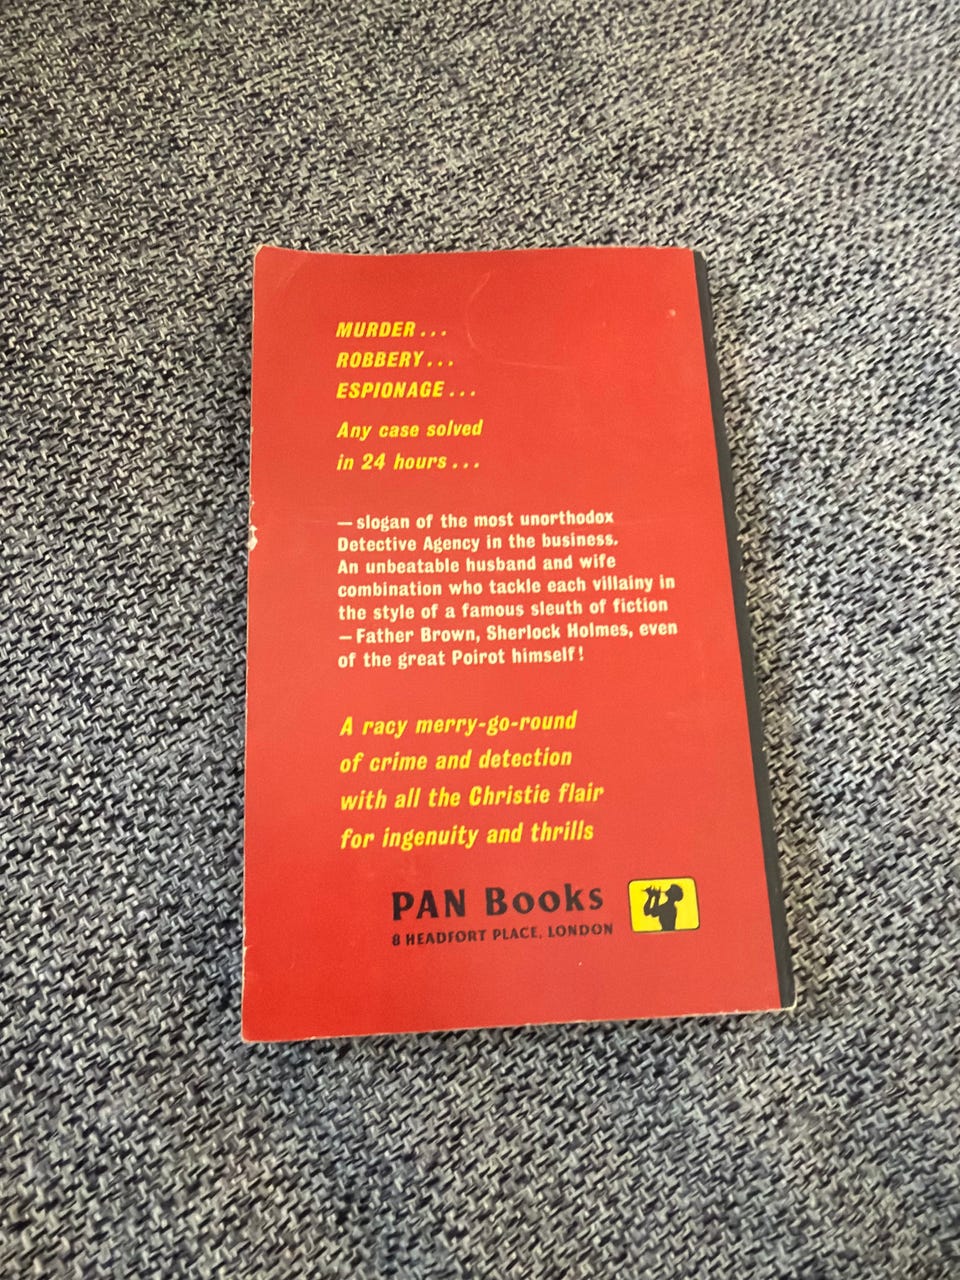 MURDER...
ROBBERY...
ESPIONAGE...
Any case solved
in 24 hours...
— slogan of the most unorthodox
Detective Agency in the business.
An unbeatable husband and wife
combination who tackle each villainy in
the style of a famous sleuth of fiction
— Father Brown, Sherlock Holmes, even
of the great Poirot himself!
A racy merry-go-round
of crime and detection
with all the Christie flair
for ingenuity and thrills
PAN Books
8 HEADFORT PLACE, LONDON